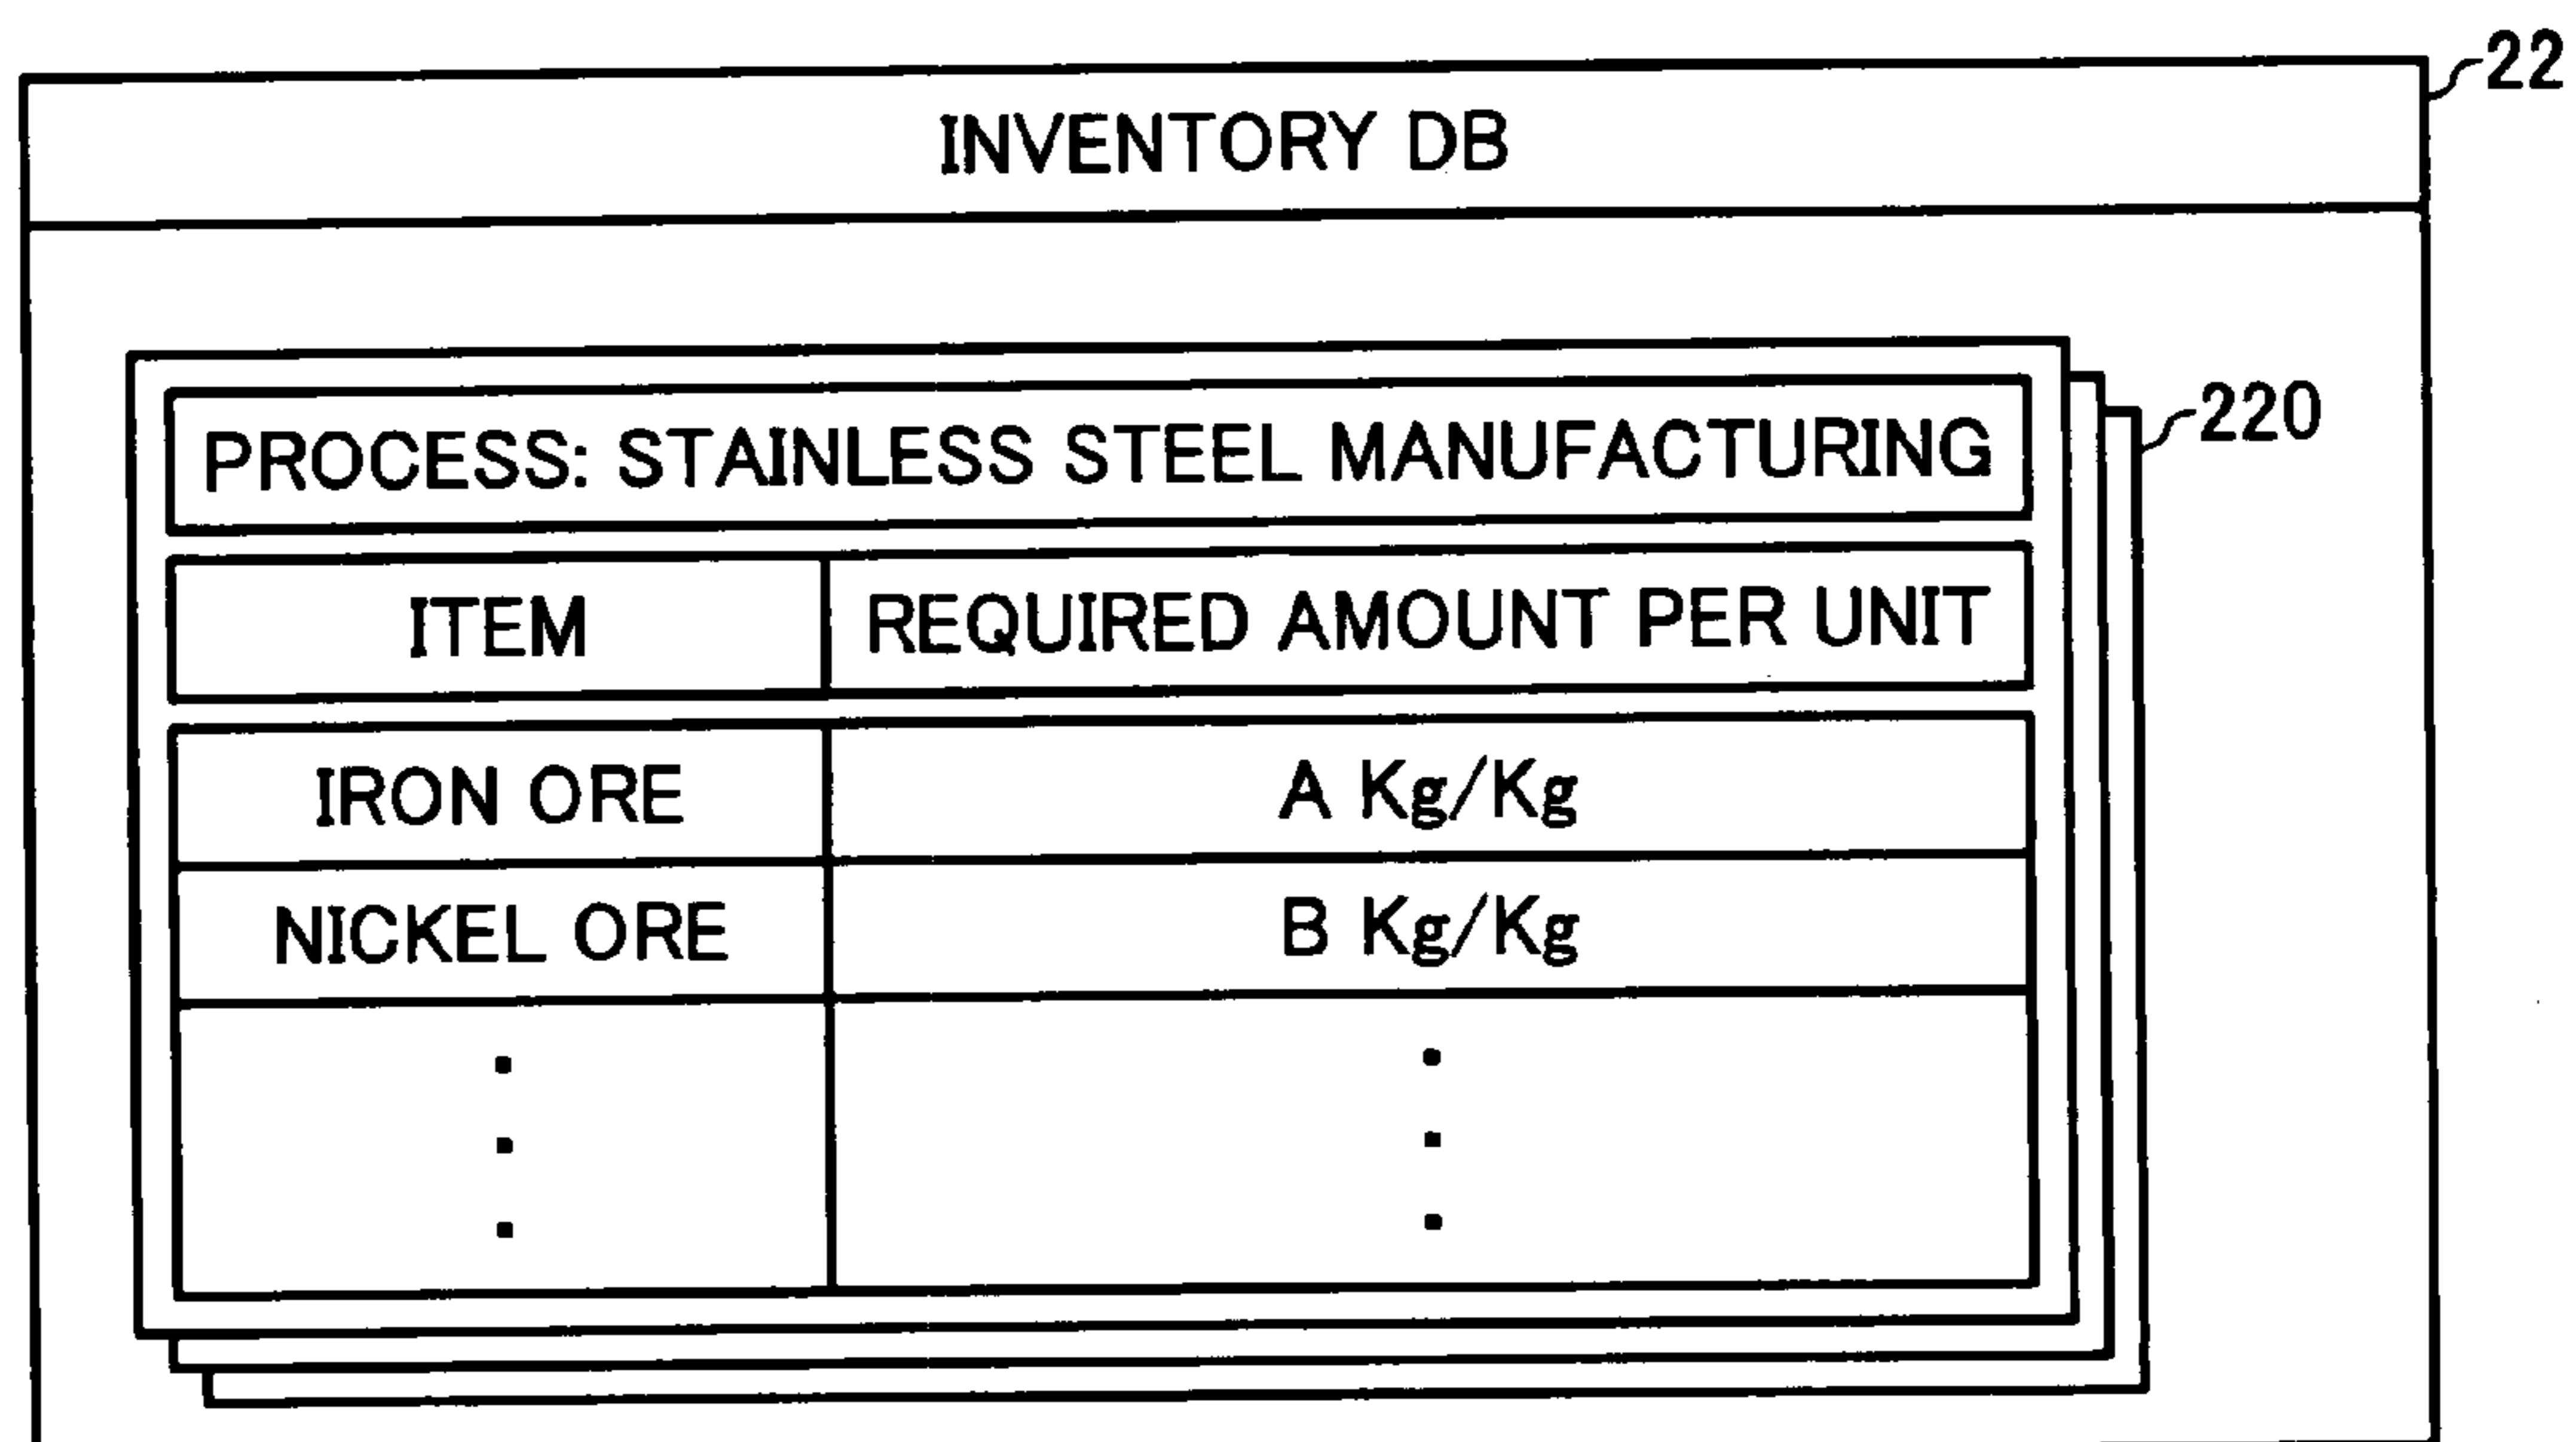 22
INVENTORY DB
220
PROCESS: STAINLESS STEEL MANUFACTURING
ITEM REQUIRED AMOUNT PER UNIT
IRON ORE A Kg/Kg
NICKEL ORE B Kg/Kg